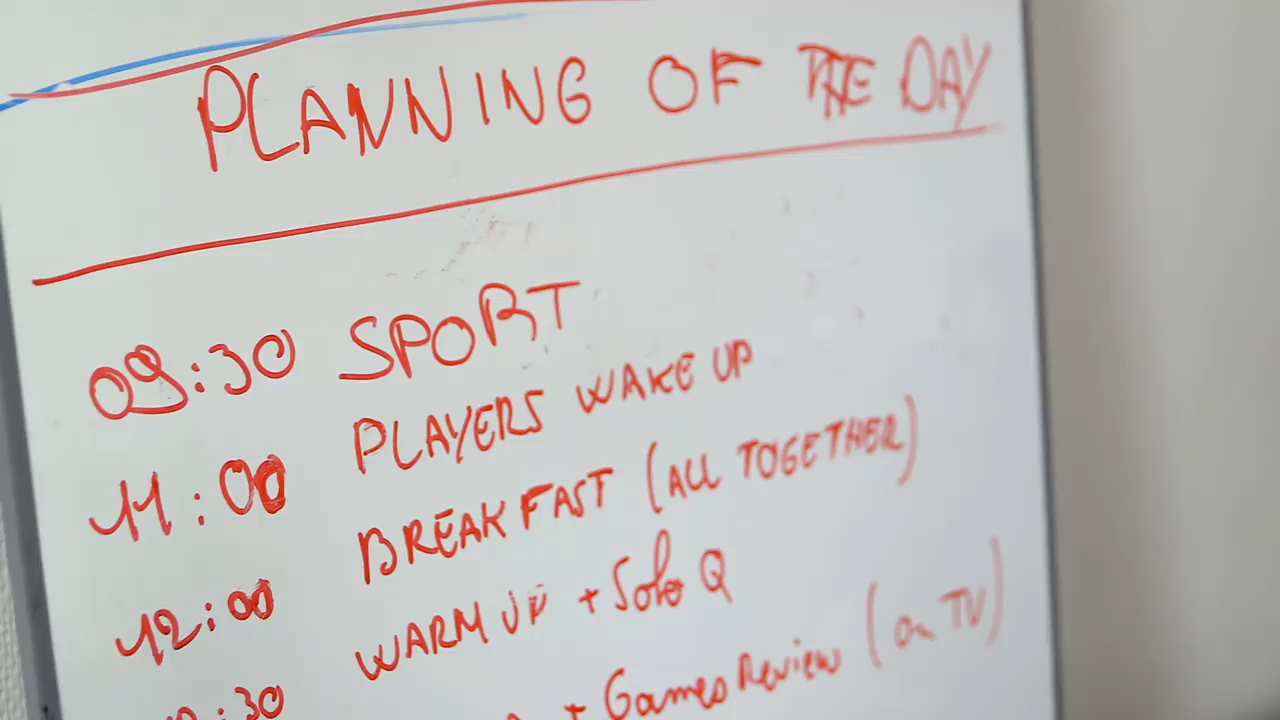 PLANNING OF THE DAY
09:30 SPORT
11:00 PLAYERS WAKE UP
12:00 BREAKFAST (ALL TOGETHER)
:30 WARM UP + Solo Q
+ Games Review (on TV)